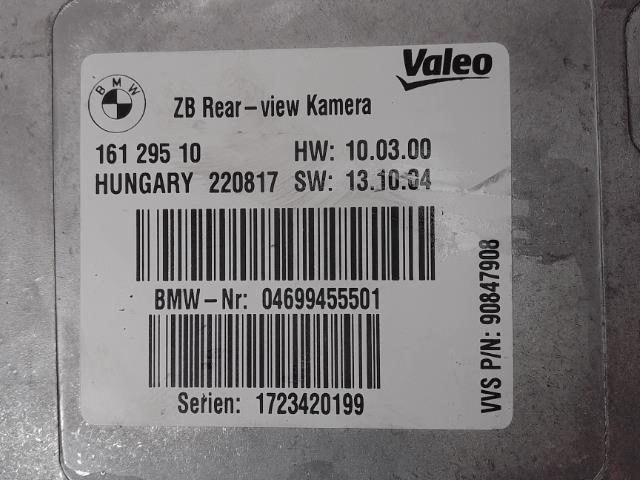 BMW
Valeo
ZB Rear-view Kamera
161 295 10 HW: 10.03.00
HUNGARY 220817 SW: 13.10.04
BMW-Nr: 04699455501
Serien: 1723420199
VVS P/N: 90847908